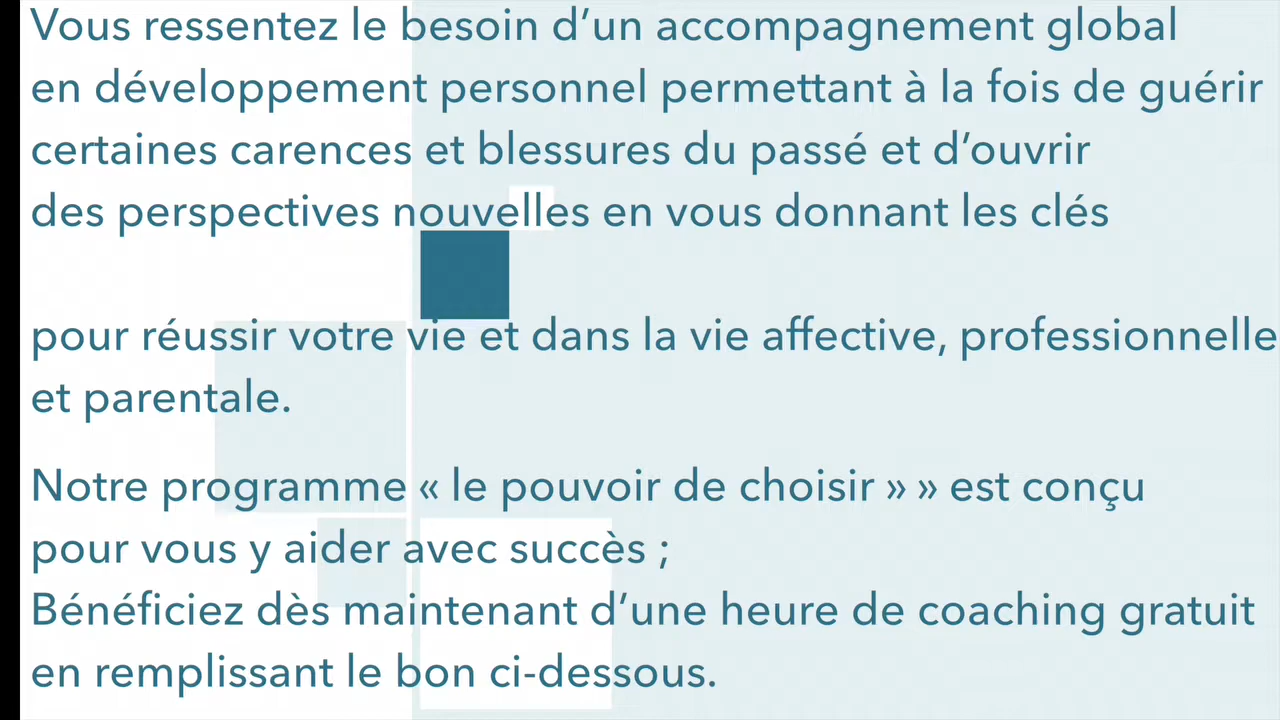 Vous ressentez le besoin d’un accompagnement global
en développement personnel permettant à la fois de guérir
certaines carences et blessures du passé et d’ouvrir
des perspectives nouvelles en vous donnant les clés
pour réussir votre vie et dans la vie affective, professionnelle
et parentale.
Notre programme « le pouvoir de choisir » » est conçu
pour vous y aider avec succès ;
Bénéficiez dès maintenant d’une heure de coaching gratuit
en remplissant le bon ci-dessous.